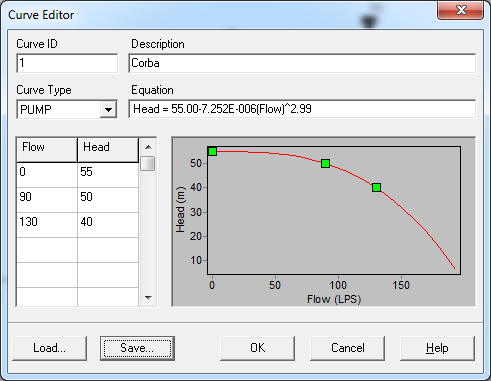 Curve Editor
Curve ID Description
1 Corba
Curve Type Equation
PUMP Head = 55.00-7.252E-006(Flow)^2.99
Flow Head
0 55
90 50
130 40
Head (m)
50
40
30
20
10
0 50 100 150
Flow (LPS)
Load... Save... OK Cancel Help